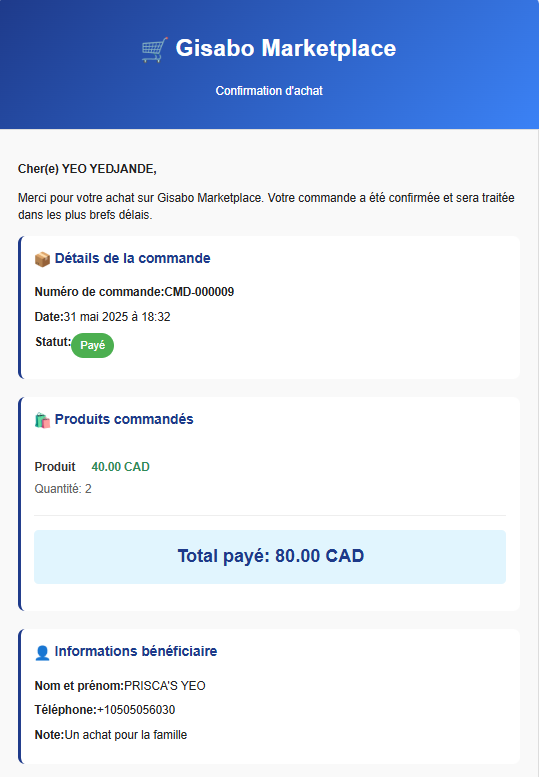 Gisabo Marketplace
Confirmation d'achat
Cher(e) YEO YEDJANDE,
Merci pour votre achat sur Gisabo Marketplace. Votre commande a été confirmée et sera traitée
dans les plus brefs délais.
Détails de la commande
Numéro de commande:CMD-000009
Date:31 mai 2025 à 18:32
Statut:Payé
Produits commandés
Produit 40.00 CAD
Quantité: 2
Total payé: 80.00 CAD
Informations bénéficiaire
Nom et prénom:PRISCA'S YEO
Téléphone:+10505056030
Note:Un achat pour la famille